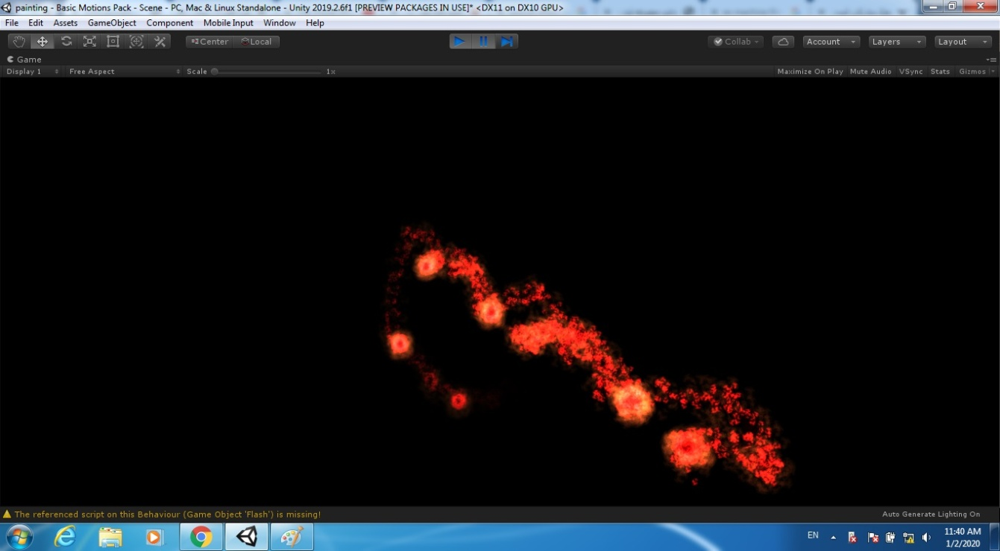 painting - Basic Motions Pack - Scene - PC, Mac & Linux Standalone - Unity 2019.2.6f1 [PREVIEW PACKAGES IN USE]* <DX11 on DX10 GPU>
File Edit Assets GameObject Component Mobile Input Window Help
Center Local Collab Account Layers Layout
Game
Display 1 Free Aspect Scale 1x Maximize On Play Mute Audio VSync Stats Gizmos
The referenced script on this Behaviour (Game Object 'Flash') is missing! Auto Generate Lighting On
EN 11:40 AM
1/2/2020